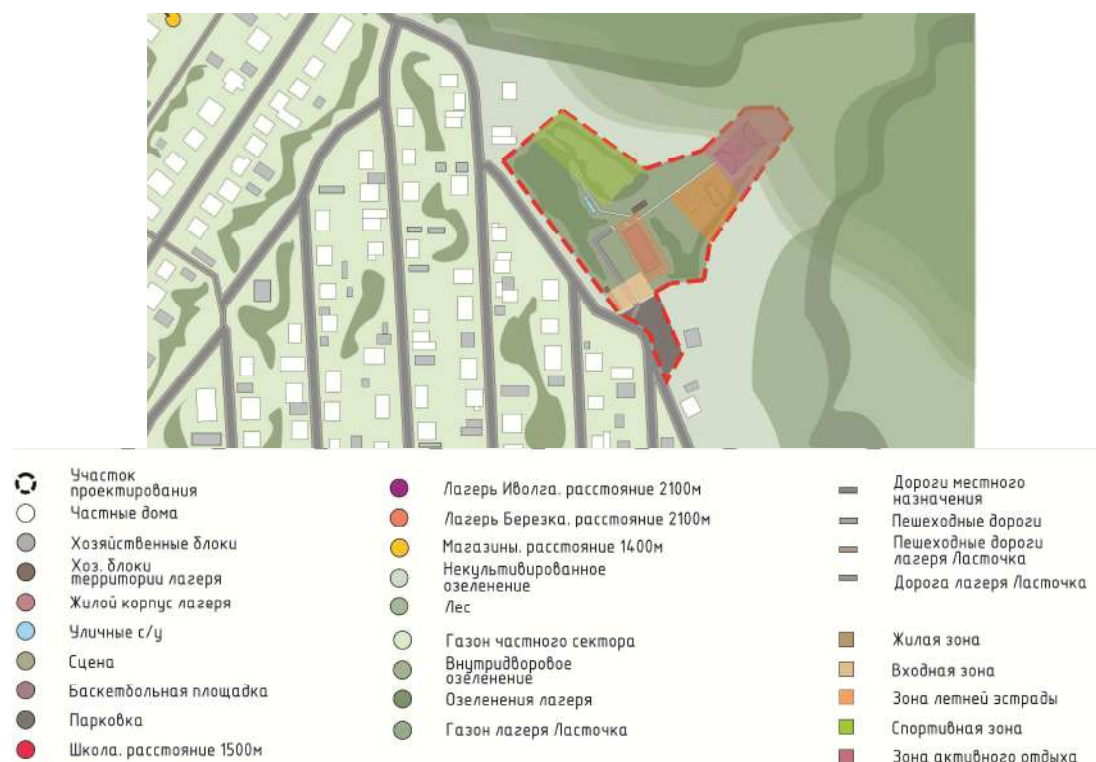 Участок
проектирования
Частные дома
Хозяйственные блоки
Хоз. блоки
территории лагеря
Жилой корпус лагеря
Уличные с/у
Сцена
Баскетбольная площадка
Парковка
Школа. расстояние 1500м
Лагерь Иволга. расстояние 2100м
Лагерь Березка. расстояние 2100м
Магазины. расстояние 1400м
Некультивированное
озеленение
Лес
Газон частного сектора
Внутридворовое
озеленение
Озеленения лагеря
Газон лагеря Ласточка
Дороги местного
назначения
Пешеходные дороги
Пешеходные дороги
лагеря Ласточка
Дорога лагеря Ласточка
Жилая зона
Входная зона
Зона летней эстрады
Спортивная зона
Зона активного отдыха